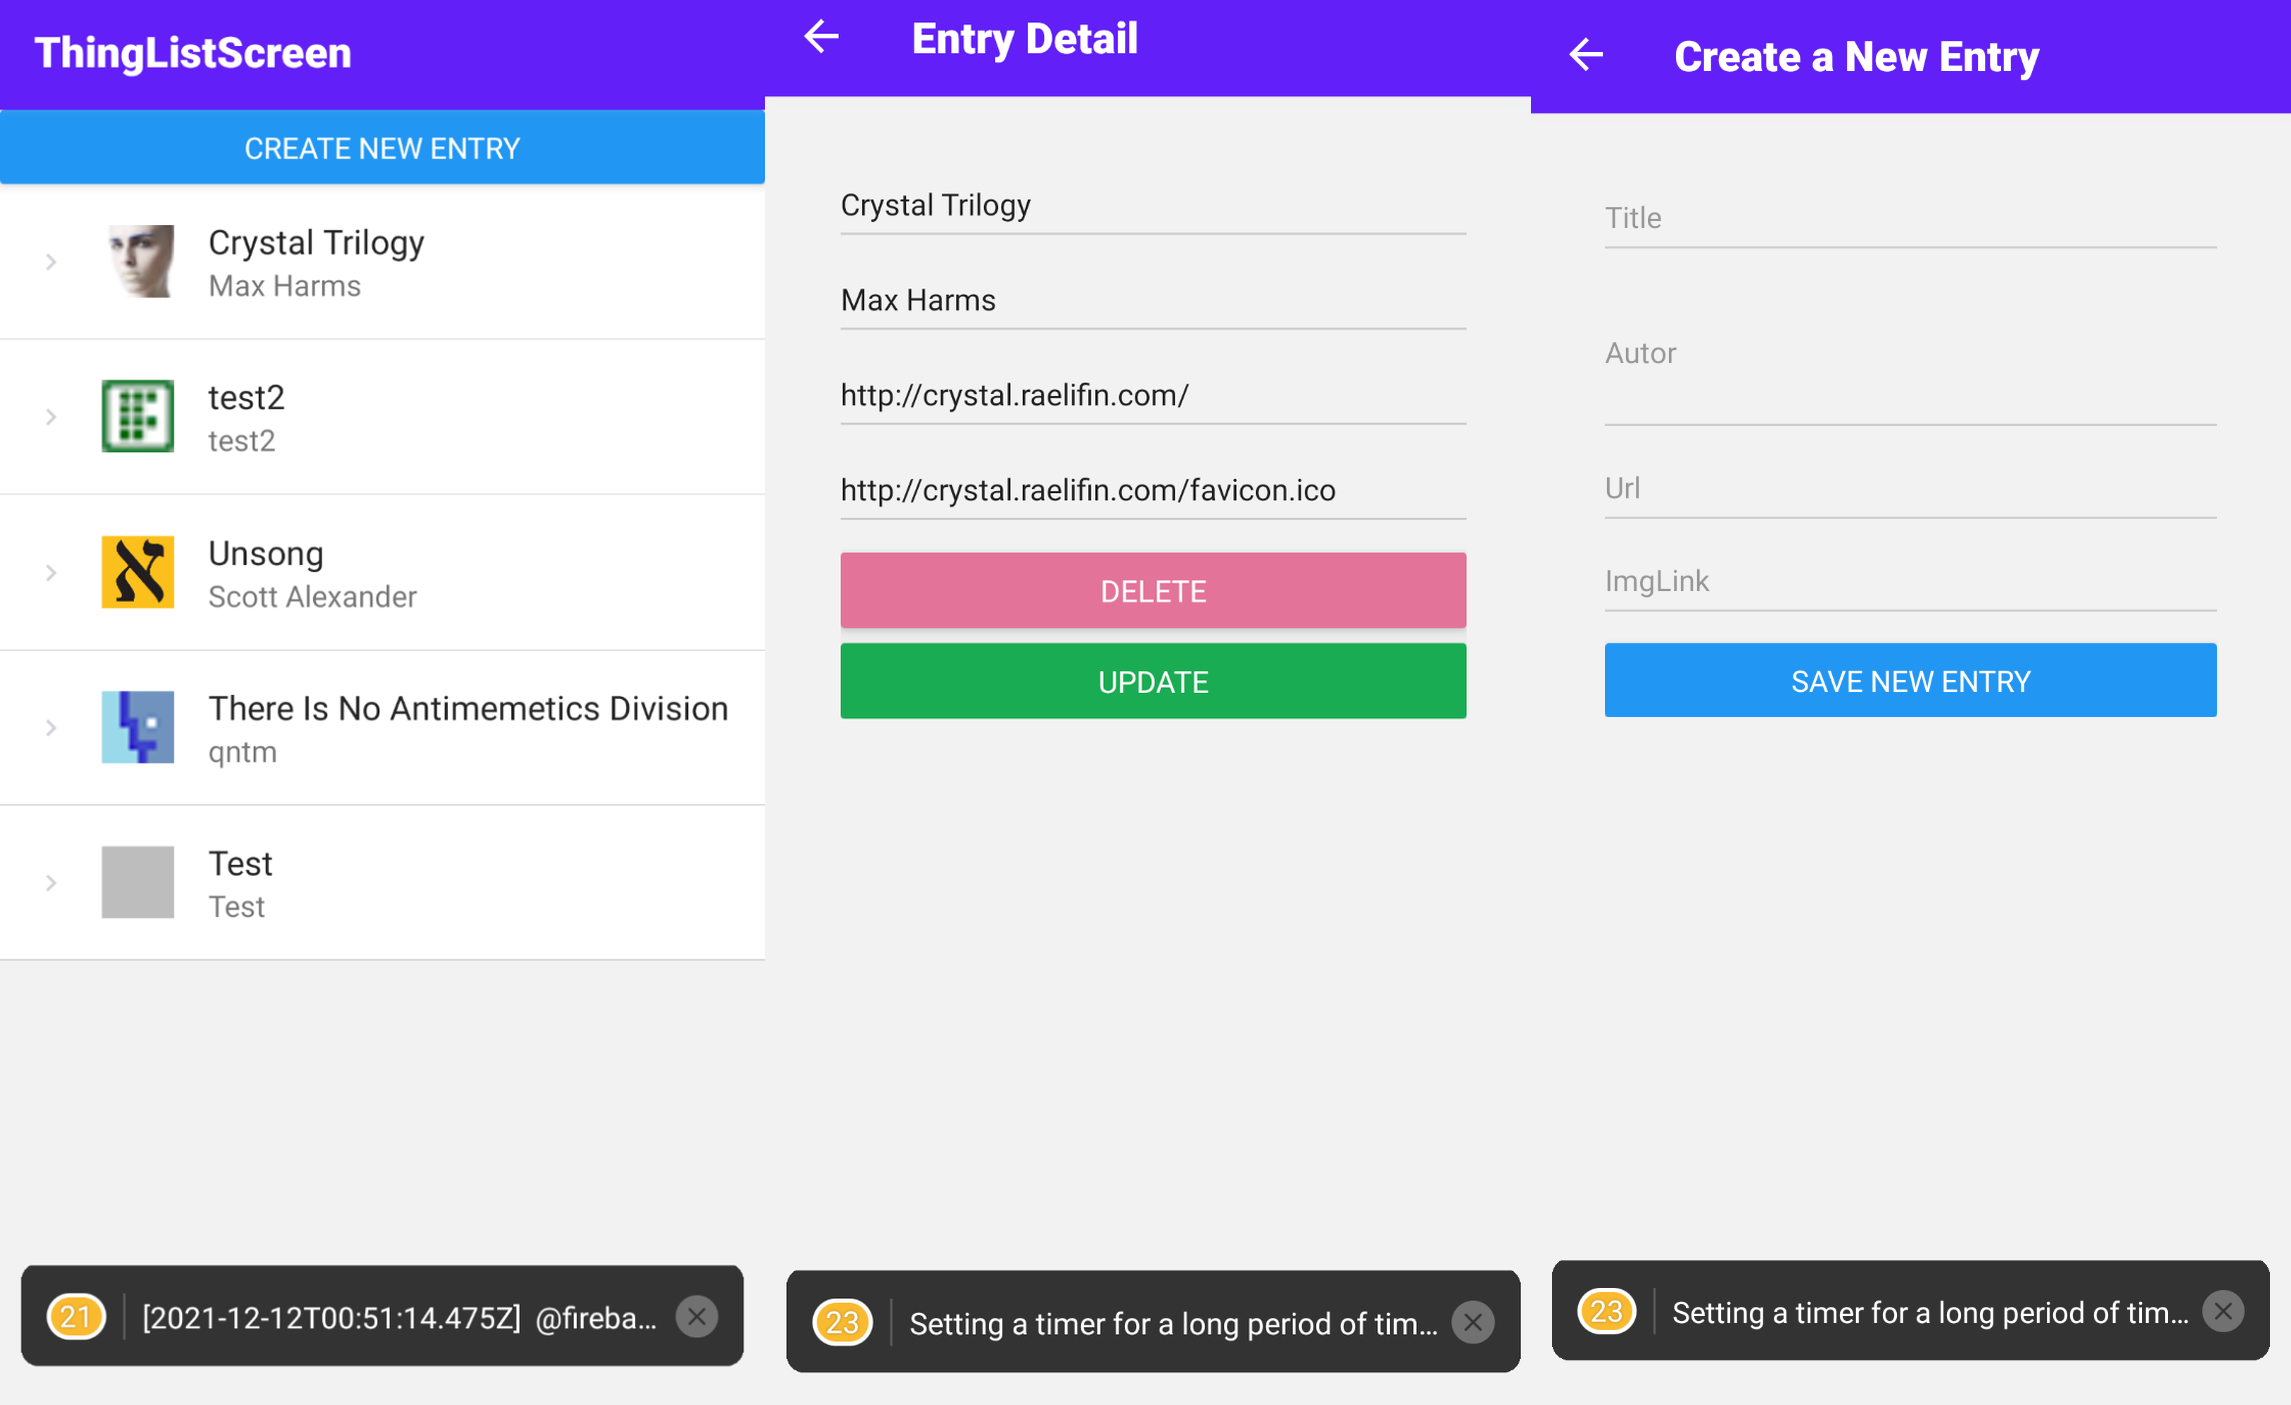 ThingListScreen
CREATE NEW ENTRY
Crystal Trilogy
Max Harms
test2
test2
Unsong
Scott Alexander
There Is No Antimemetics Division
qntm
Test
Test
21 [2021-12-12T00:51:14.475Z] @fireba...
Entry Detail
Crystal Trilogy
Max Harms
http://crystal.raelifin.com/
http://crystal.raelifin.com/favicon.ico
DELETE
UPDATE
23 Setting a timer for a long period of tim...
Create a New Entry
Title
Autor
Url
ImgLink
SAVE NEW ENTRY
23 Setting a timer for a long period of tim...